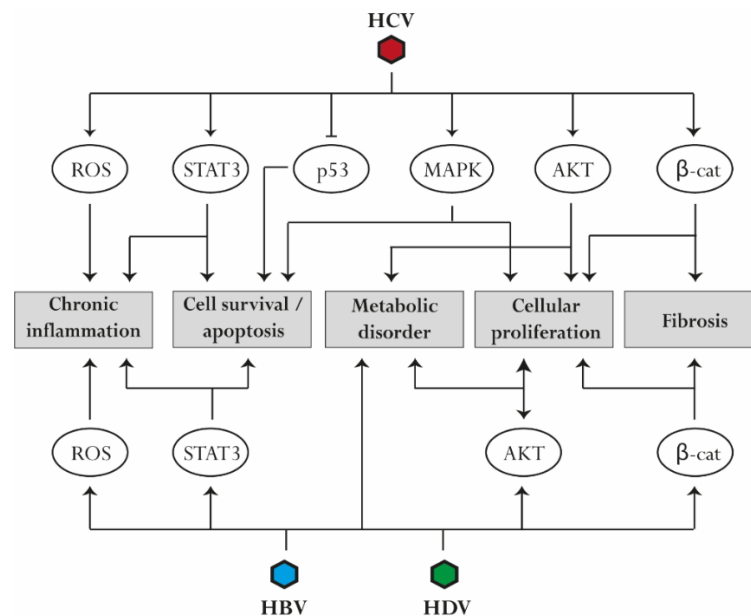 HCV
ROS STAT3 p53 MAPK AKT β-cat
Chronic
inflammation
Cell survival /
apoptosis
Metabolic
disorder
Cellular
proliferation
Fibrosis
ROS STAT3 AKT β-cat
HBV HDV